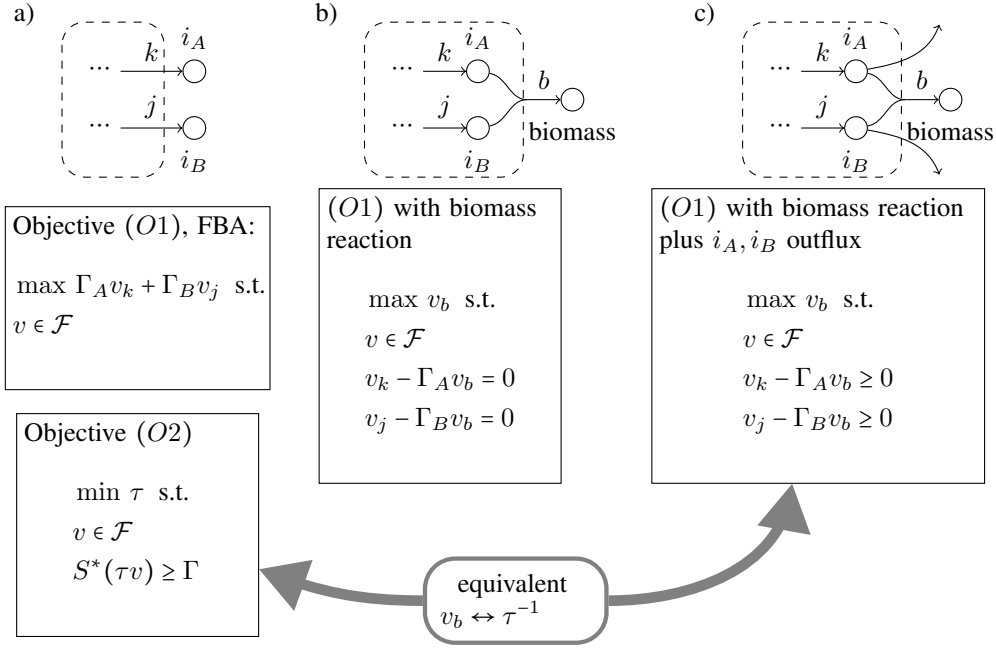 a)
... k i_A
... j i_B
Objective (O1), FBA:
max Γ_A v_k + Γ_B v_j s.t.
v ∈ ℱ
Objective (O2)
min τ s.t.
v ∈ ℱ
S*(τv) ≥ Γ
b)
... k i_A
b
... j i_B
biomass
(O1) with biomass
reaction
max v_b s.t.
v ∈ ℱ
v_k − Γ_A v_b = 0
v_j − Γ_B v_b = 0
c)
... k i_A
b
... j i_B
biomass
(O1) with biomass reaction
plus i_A, i_B outflux
max v_b s.t.
v ∈ ℱ
v_k − Γ_A v_b ≥ 0
v_j − Γ_B v_b ≥ 0
equivalent
v_b ↔ τ⁻¹